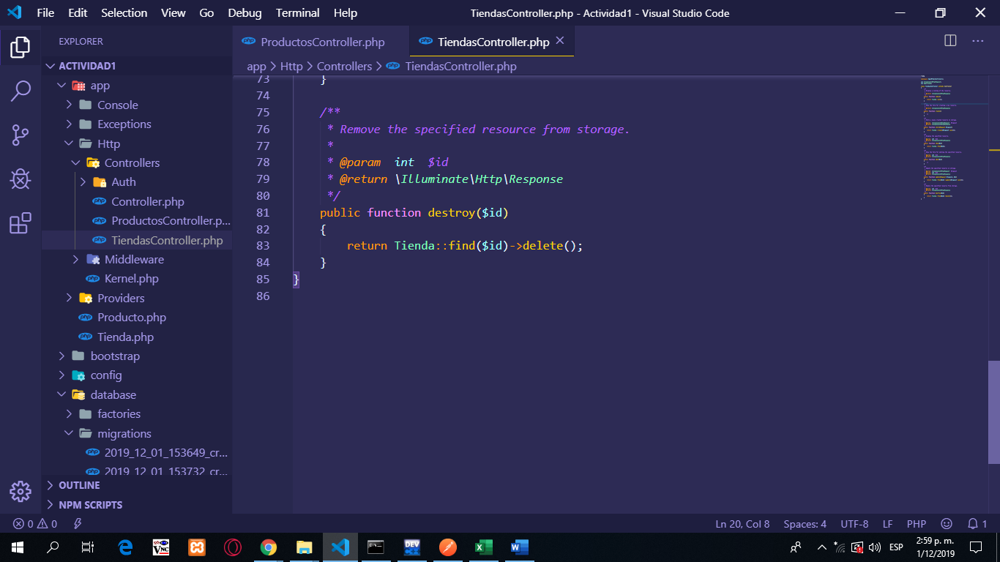 File Edit Selection View Go Debug Terminal Help
TiendasController.php - Actividad1 - Visual Studio Code
EXPLORER
ACTIVIDAD1
app
Console
Exceptions
Http
Controllers
Auth
Controller.php
ProductosController.p...
TiendasController.php
Middleware
Kernel.php
Providers
Producto.php
Tienda.php
bootstrap
config
database
factories
migrations
2019_12_01_153649_cr...
2019_12_01_153732_cr...
OUTLINE
NPM SCRIPTS
ProductosController.php
TiendasController.php
app > Http > Controllers > TiendasController.php
73 }
74
75 /**
76 * Remove the specified resource from storage.
77 *
78 * @param  int  $id
79 * @return \Illuminate\Http\Response
80 */
81 public function destroy($id)
82 {
83 return Tienda::find($id)->delete();
84 }
85 }
86
0 0
Ln 20, Col 8 Spaces: 4 UTF-8 LF PHP 1
ESP
2:59 p. m.
1/12/2019